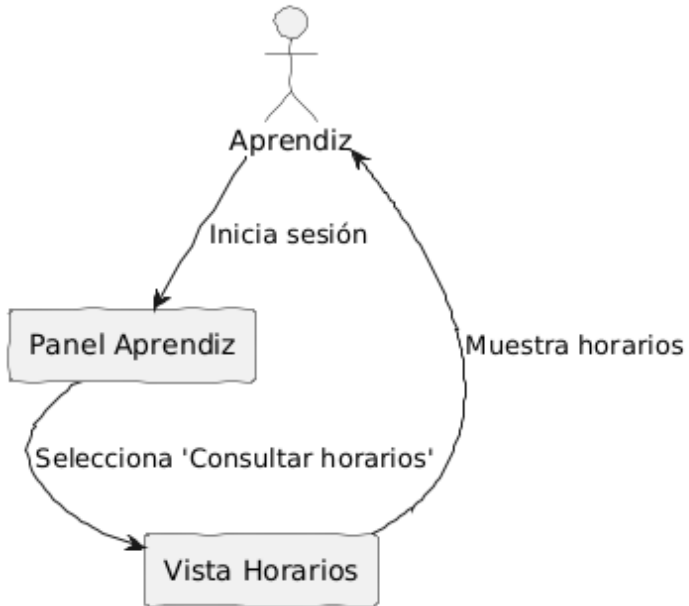 Aprendiz
Inicia sesión
Panel Aprendiz
Muestra horarios
Selecciona 'Consultar horarios'
Vista Horarios